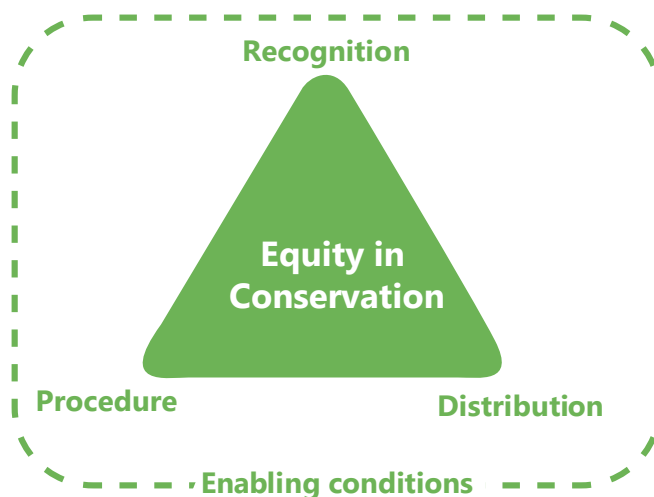 Recognition
Equity in
Conservation
Procedure
Distribution
Enabling conditions